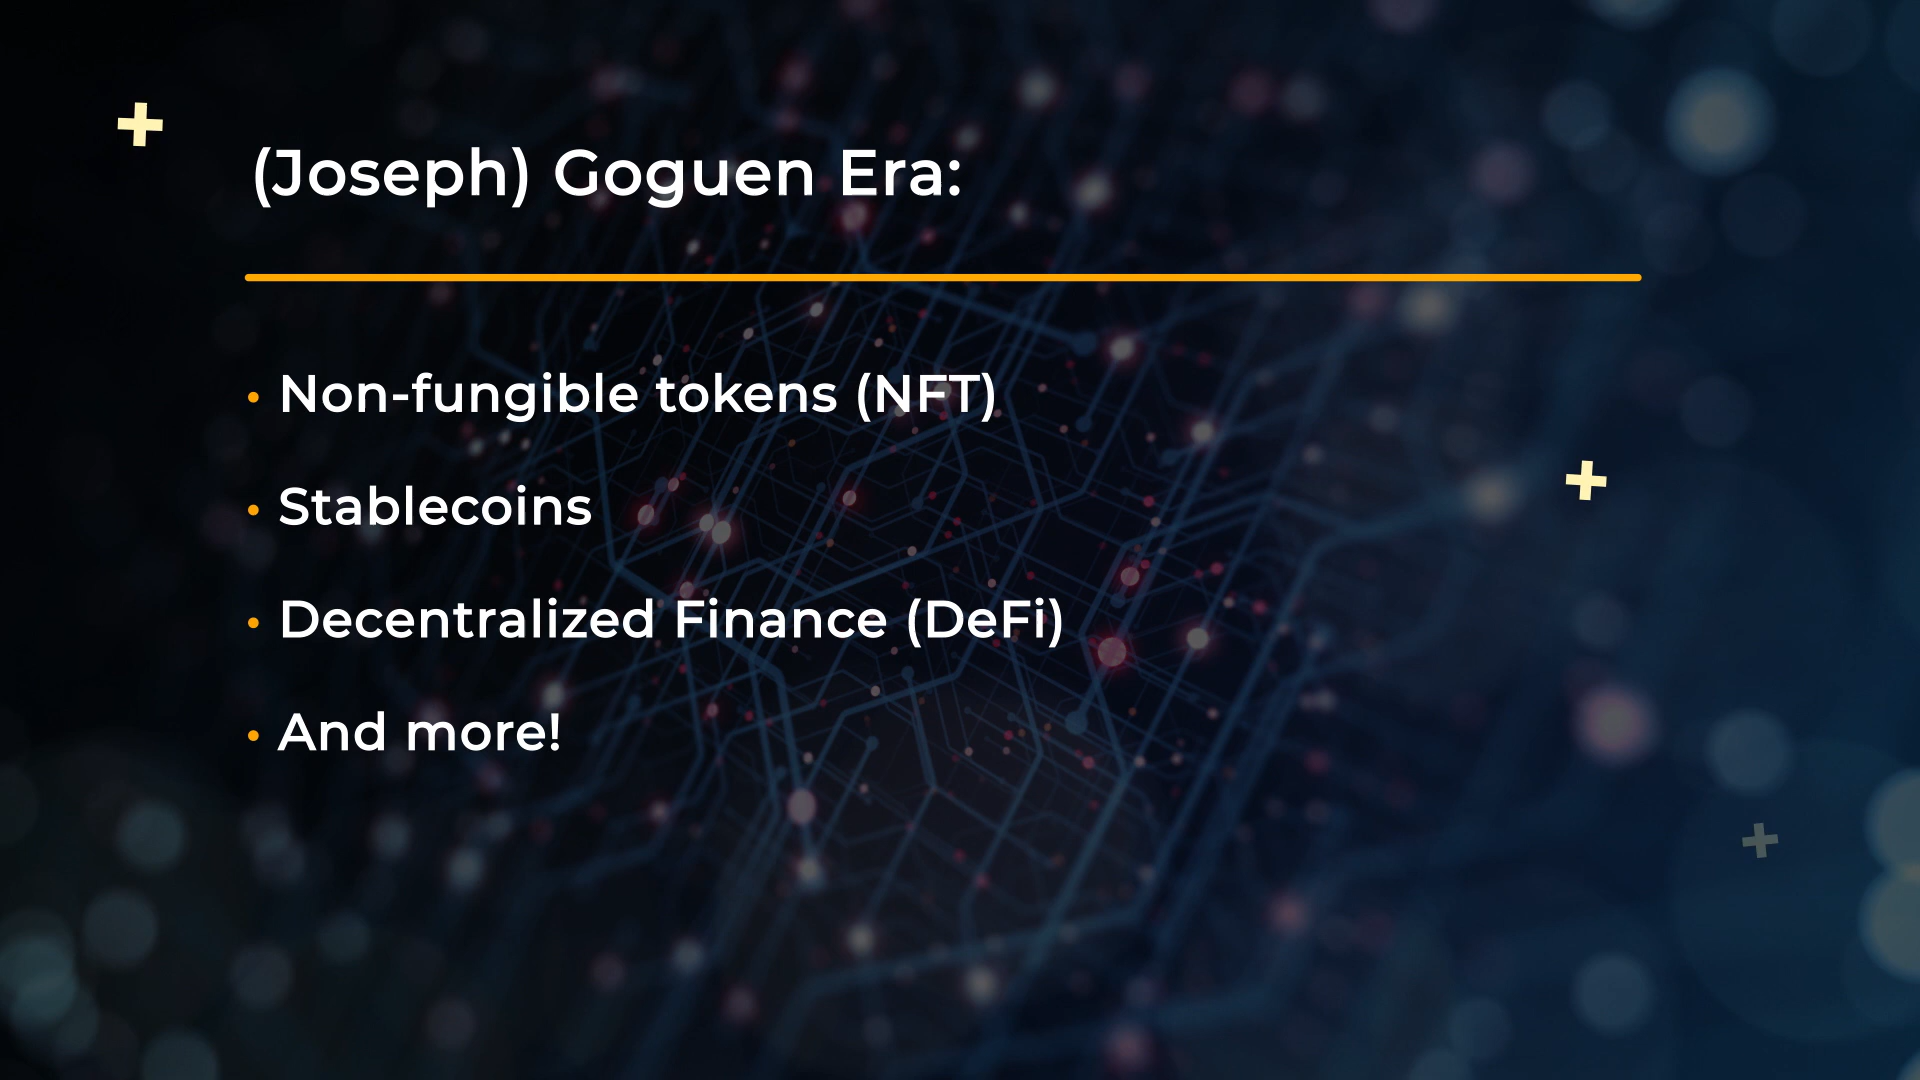 (Joseph) Goguen Era:
• Non-fungible tokens (NFT)
• Stablecoins
• Decentralized Finance (DeFi)
• And more!